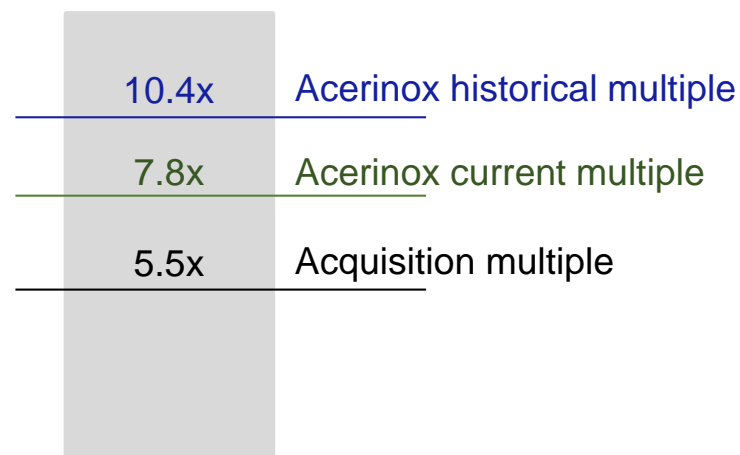 10.4x Acerinox historical multiple
7.8x Acerinox current multiple
5.5x Acquisition multiple